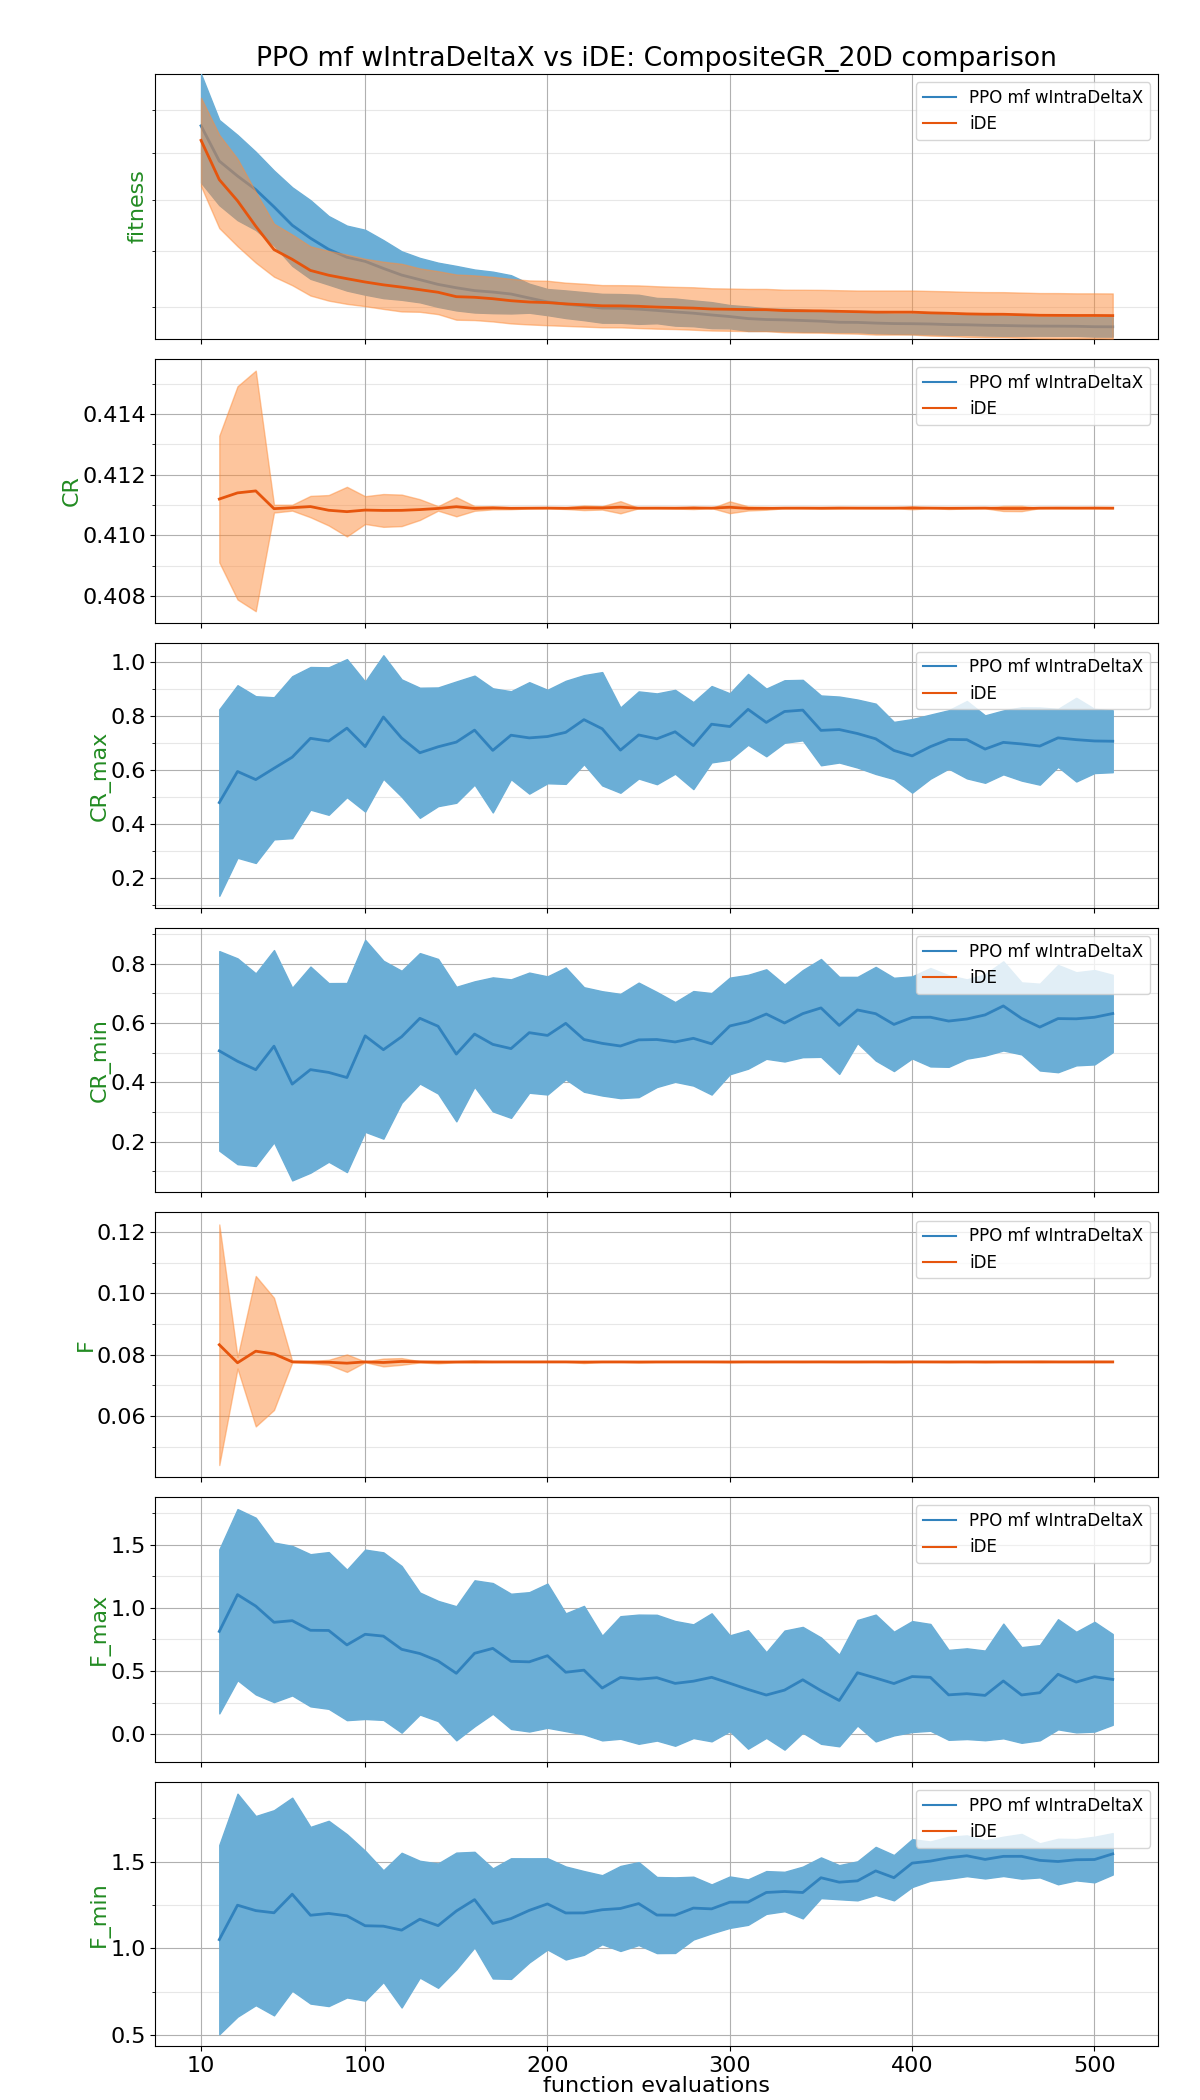 PPO mf wIntraDeltaX vs iDE: CompositeGR_20D comparison
fitness
PPO mf wIntraDeltaX
iDE
CR
0.414
0.412
0.410
0.408
PPO mf wIntraDeltaX
iDE
CR_max
1.0
0.8
0.6
0.4
0.2
PPO mf wIntraDeltaX
iDE
CR_min
0.8
0.6
0.4
0.2
PPO mf wIntraDeltaX
iDE
F
0.12
0.10
0.08
0.06
PPO mf wIntraDeltaX
iDE
F_max
1.5
1.0
0.5
0.0
PPO mf wIntraDeltaX
iDE
F_min
1.5
1.0
0.5
PPO mf wIntraDeltaX
iDE
10 100 200 300 400 500
function evaluations